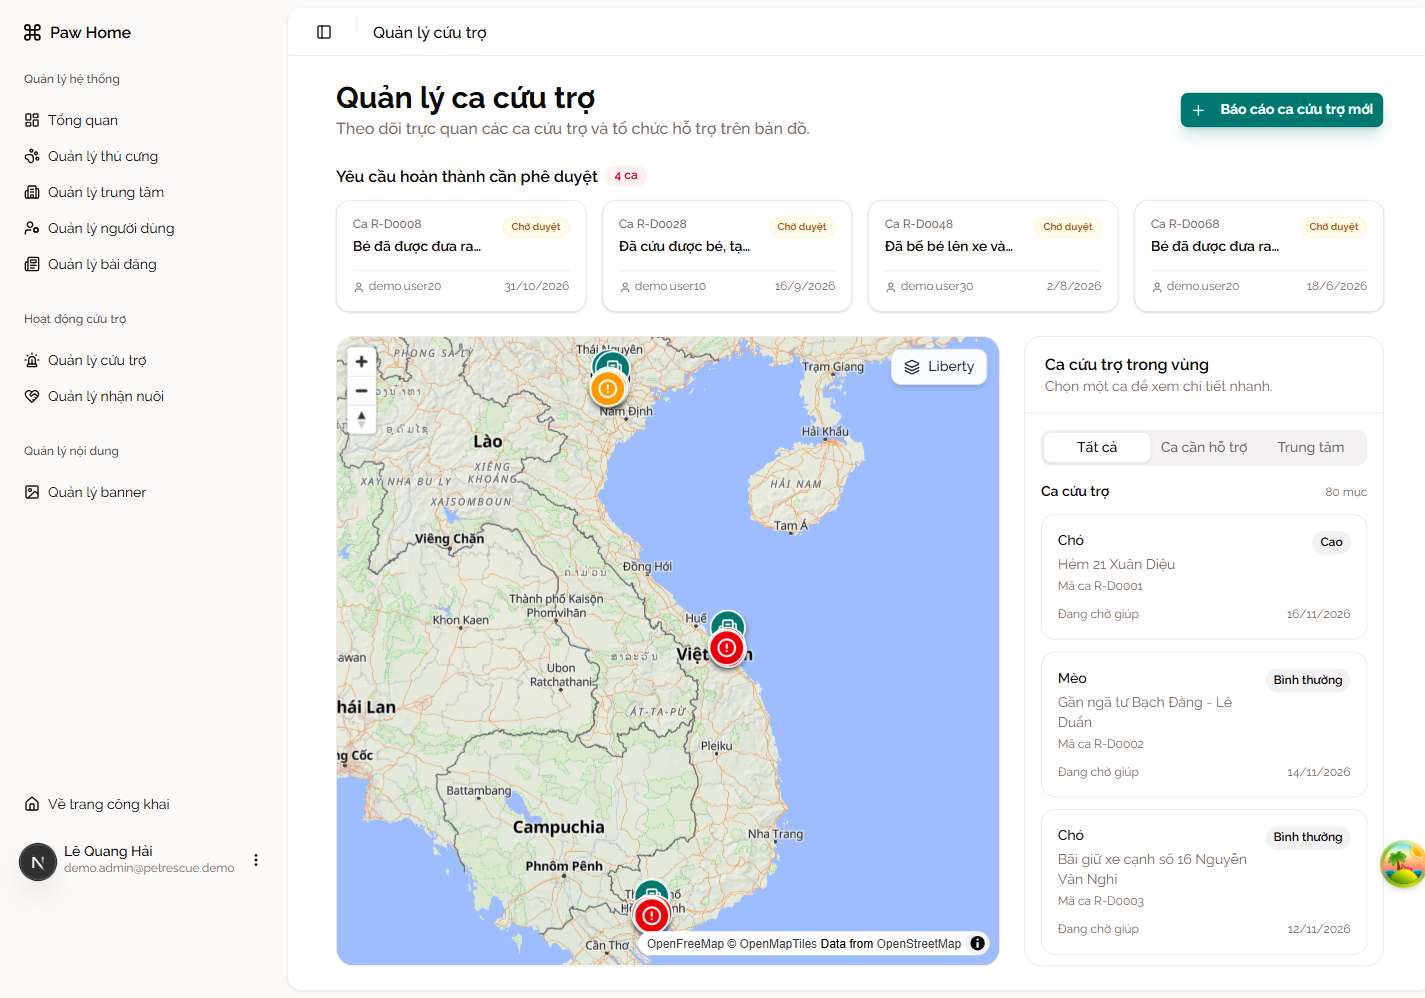 Paw Home
Quản lý hệ thống
Tổng quan
Quản lý thú cưng
Quản lý trung tâm
Quản lý người dùng
Quản lý bài đăng
Hoạt động cứu trợ
Quản lý cứu trợ
Quản lý nhận nuôi
Quản lý nội dung
Quản lý banner
Về trang công khai
N
Lê Quang Hải
demo.admin@petrescue.demo
Quản lý cứu trợ
Quản lý ca cứu trợ
Theo dõi trực quan các ca cứu trợ và tổ chức hỗ trợ trên bản đồ.
Báo cáo ca cứu trợ mới
Yêu cầu hoàn thành cần phê duyệt 4 ca
Ca R-D0008
Chờ duyệt
Bé đã được đưa ra...
demo.user20 31/10/2026
Ca R-D0028
Chờ duyệt
Đã cứu được bé, tạ...
demo.user10 16/9/2026
Ca R-D0048
Chờ duyệt
Đã bế bé lên xe và...
demo.user30 2/8/2026
Ca R-D0068
Chờ duyệt
Bé đã được đưa ra...
demo.user20 18/6/2026
PHONG SA LỲ
Thái Nguyên
Trạm Giang
Liberty
Nam Định
Hải Khẩu
Lào
XIÊNG
KHOẢNG
XAY NHA BU LY
XAISOMBOUN
HẢI NAM
Tam Á
Viêng Chăn
Đồng Hới
Thành phố Kaisỏn
Phomvihản
Khon Kaen
Huế
awan
Ubon
Ratchathani
hái Lan
g Cốc
Pleiku
Battambang
Campuchia
Nha Trang
Phnôm Pênh
Cần Thơ
OpenFreeMap © OpenMapTiles Data from OpenStreetMap
Ca cứu trợ trong vùng
Chọn một ca để xem chi tiết nhanh.
Tất cả Ca cần hỗ trợ Trung tâm
Ca cứu trợ 80 mục
Chó Cao
Hẻm 21 Xuân Diệu
Mã ca R-D0001
Đang chờ giúp 16/11/2026
Mèo Bình thường
Gần ngã tư Bạch Đằng - Lê
Duẩn
Mã ca R-D0002
Đang chờ giúp 14/11/2026
Chó Bình thường
Bãi giữ xe cạnh số 16 Nguyễn
Văn Nghi
Mã ca R-D0003
Đang chờ giúp 12/11/2026